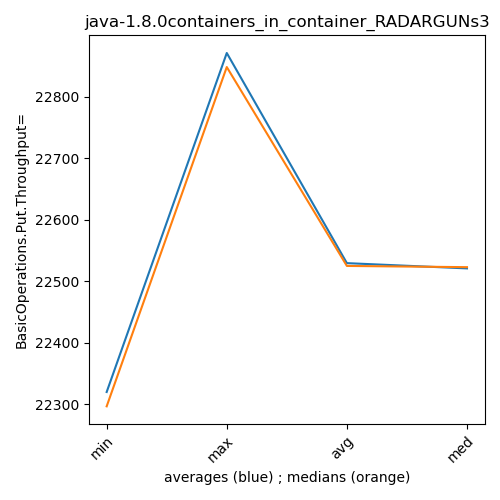 java-1.8.0containers_in_container_RADARGUNs3
BasicOperations.Put.Throughput=
22800
22700
22600
22500
22400
22300
min
max
avg
med
averages (blue) ; medians (orange)